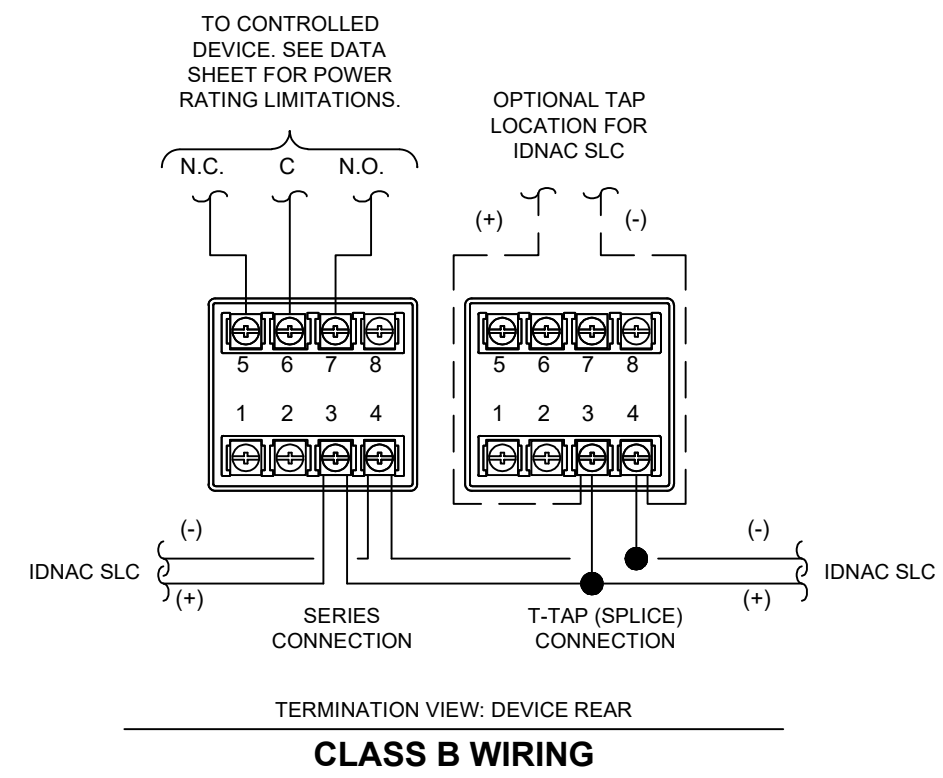 TO CONTROLLED
DEVICE. SEE DATA
SHEET FOR POWER
RATING LIMITATIONS.
N.C. C N.O.
OPTIONAL TAP
LOCATION FOR
IDNAC SLC
(+) (-)
5 6 7 8
1 2 3 4
5 6 7 8
1 2 3 4
(-)
IDNAC SLC
(+)
(-)
IDNAC SLC
(+)
SERIES
CONNECTION
T-TAP (SPLICE)
CONNECTION
TERMINATION VIEW: DEVICE REAR
CLASS B WIRING